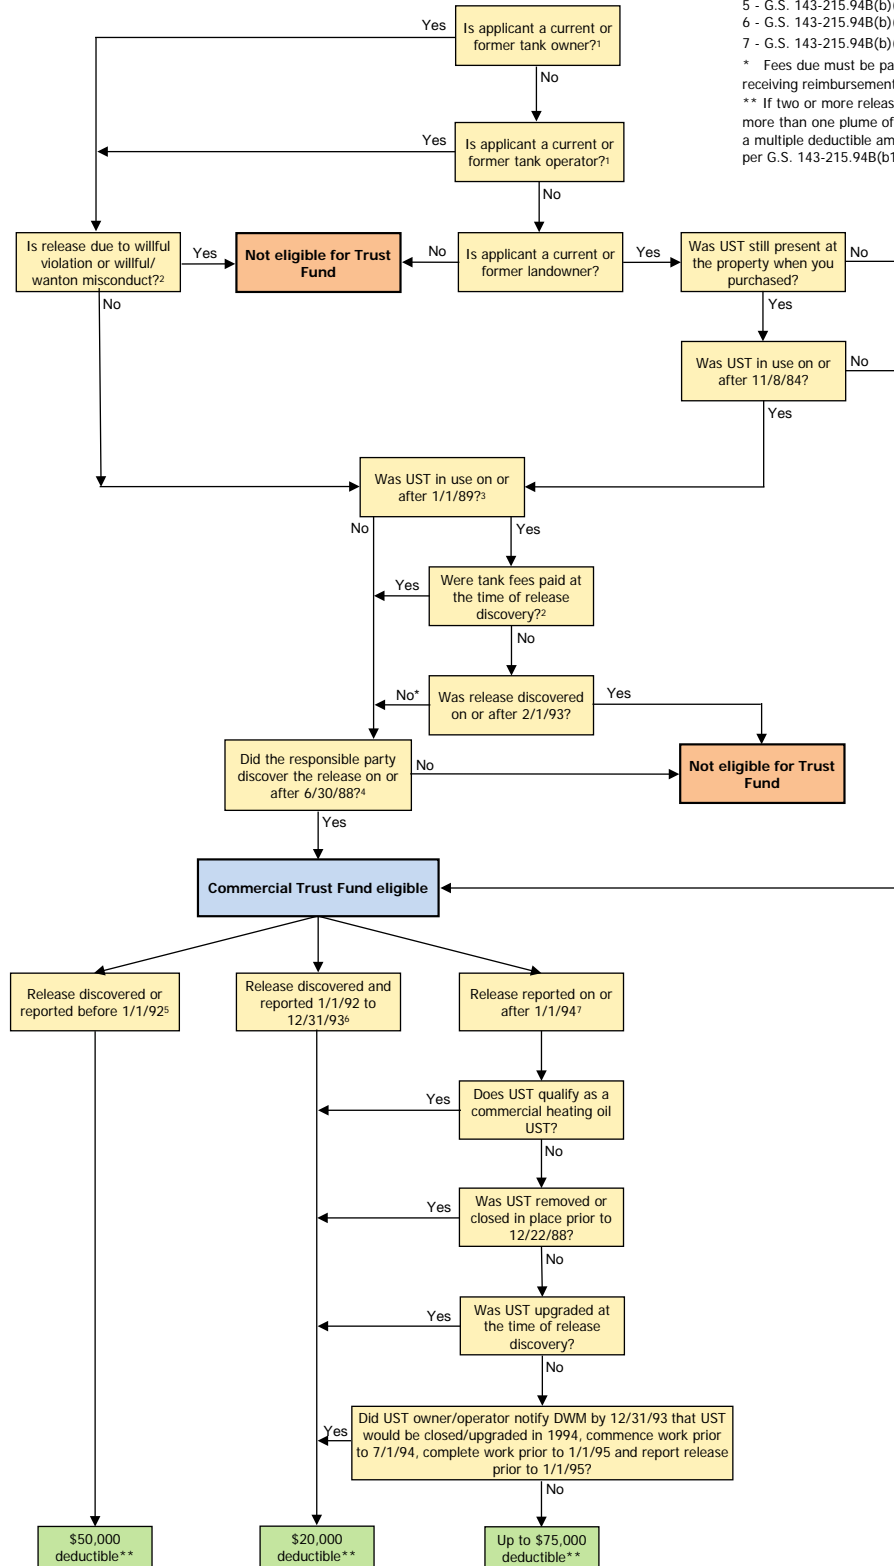 5 - G.S. 143-215.94B(b)(
6 - G.S. 143-215.94B(b)(
7 - G.S. 143-215.94B(b)(
* Fees due must be pa
receiving reimbursement
** If two or more releas
more than one plume of
a multiple deductible am
per G.S. 143-215.94B(b1
Is applicant a current or
former tank owner?¹
Yes
No
Is applicant a current or
former tank operator?¹
Yes
No
Is release due to willful
violation or willful/
wanton misconduct?²
Yes
No
Not eligible for Trust
Fund
No
Is applicant a current or
former landowner?
Yes
Was UST still present at
the property when you
purchased?
No
Yes
Was UST in use on or
after 11/8/84?
No
Yes
Was UST in use on or
after 1/1/89?³
No
Yes
Were tank fees paid at
the time of release
discovery?²
Yes
No
Was release discovered
on or after 2/1/93?
No*
Yes
Did the responsible party
discover the release on or
after 6/30/88?⁴
No
Yes
Not eligible for Trust
Fund
Commercial Trust Fund eligible
Release discovered or
reported before 1/1/92⁵
Release discovered and
reported 1/1/92 to
12/31/93⁶
Release reported on or
after 1/1/94⁷
Does UST qualify as a
commercial heating oil
UST?
Yes
No
Was UST removed or
closed in place prior to
12/22/88?
Yes
No
Was UST upgraded at
the time of release
discovery?
Yes
No
Did UST owner/operator notify DWM by 12/31/93 that UST
would be closed/upgraded in 1994, commence work prior
to 7/1/94, complete work prior to 1/1/95 and report release
prior to 1/1/95?
Yes
No
$50,000
deductible**
$20,000
deductible**
Up to $75,000
deductible**